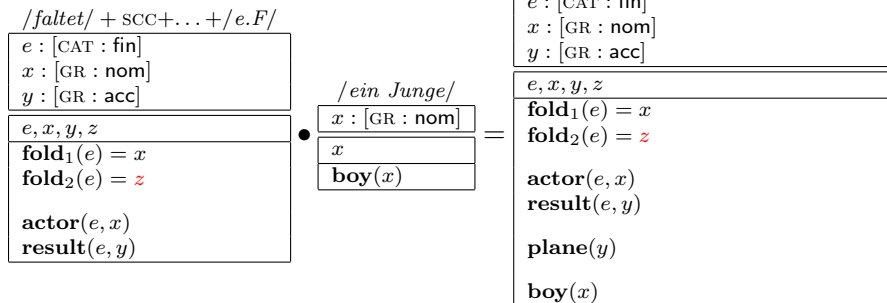 /faltet/ + SCC+...+/e.F/
e : [CAT : fin]
x : [GR : nom]
y : [GR : acc]
e, x, y, z
fold₁(e) = x
fold₂(e) = z
actor(e, x)
result(e, y)
•
/ein Junge/
x : [GR : nom]
x
boy(x)
=
e : [CAT : fin]
x : [GR : nom]
y : [GR : acc]
e, x, y, z
fold₁(e) = x
fold₂(e) = z
actor(e, x)
result(e, y)
plane(y)
boy(x)